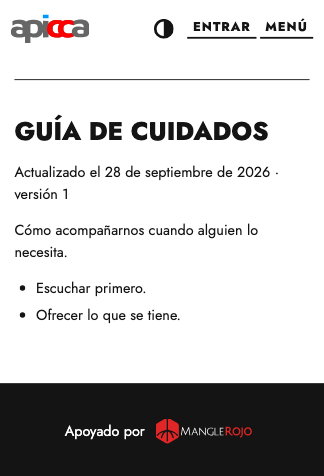 apicca
ENTRAR MENÚ
GUÍA DE CUIDADOS
Actualizado el 28 de septiembre de 2026 ·
versión 1
Cómo acompañarnos cuando alguien lo
necesita.
• Escuchar primero.
• Ofrecer lo que se tiene.
Apoyado por MANGLEROJO